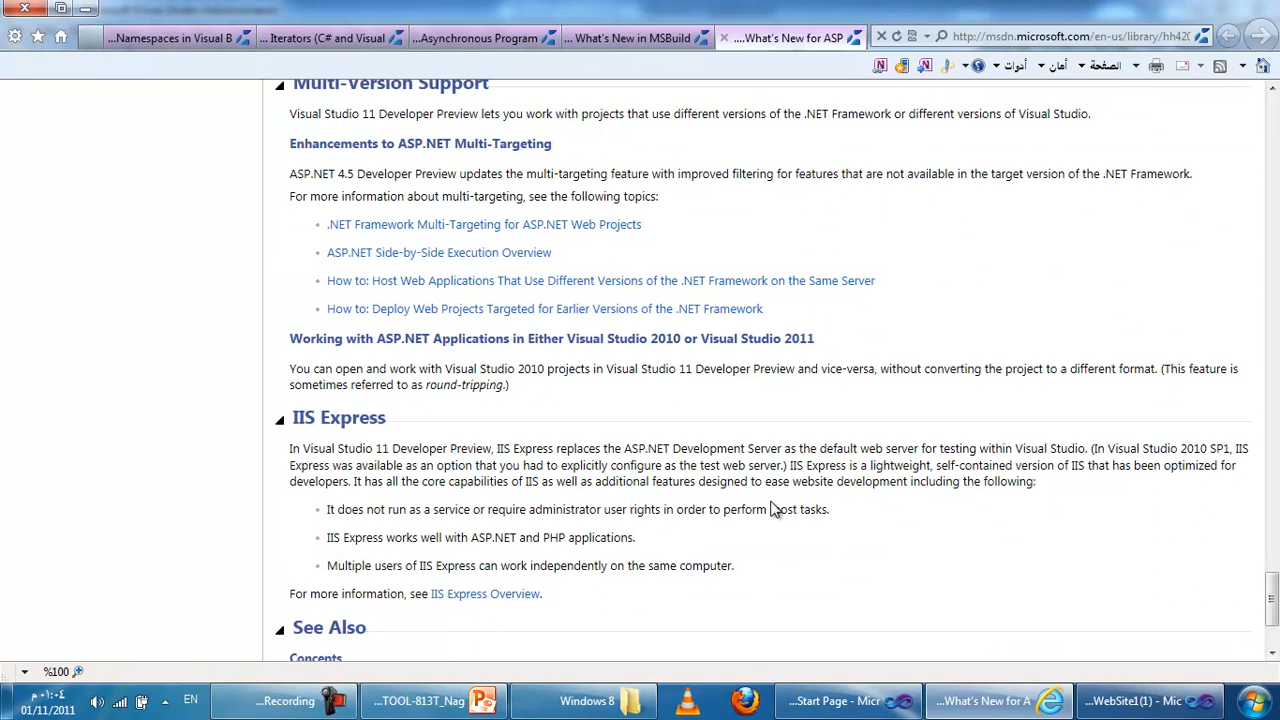 ...Namespaces in Visual B
... Iterators (C# and Visual
...Asynchronous Program
...What's New in MSBuild
....What's New for ASP
http://msdn.microsoft.com/en-us/library/hh420
أدوات
أمان
الصفحة
Multi-Version Support
Visual Studio 11 Developer Preview lets you work with projects that use different versions of the .NET Framework or different versions of Visual Studio.
Enhancements to ASP.NET Multi-Targeting
ASP.NET 4.5 Developer Preview updates the multi-targeting feature with improved filtering for features that are not available in the target version of the .NET Framework.
For more information about multi-targeting, see the following topics:
.NET Framework Multi-Targeting for ASP.NET Web Projects
ASP.NET Side-by-Side Execution Overview
How to: Host Web Applications That Use Different Versions of the .NET Framework on the Same Server
How to: Deploy Web Projects Targeted for Earlier Versions of the .NET Framework
Working with ASP.NET Applications in Either Visual Studio 2010 or Visual Studio 2011
You can open and work with Visual Studio 2010 projects in Visual Studio 11 Developer Preview and vice-versa, without converting the project to a different format. (This feature is
sometimes referred to as round-tripping.)
IIS Express
In Visual Studio 11 Developer Preview, IIS Express replaces the ASP.NET Development Server as the default web server for testing within Visual Studio. (In Visual Studio 2010 SP1, IIS
Express was available as an option that you had to explicitly configure as the test web server.) IIS Express is a lightweight, self-contained version of IIS that has been optimized for
developers. It has all the core capabilities of IIS as well as additional features designed to ease website development including the following:
It does not run as a service or require administrator user rights in order to perform most tasks.
IIS Express works well with ASP.NET and PHP applications.
Multiple users of IIS Express can work independently on the same computer.
For more information, see IIS Express Overview.
See Also
Concepts
%100
م ٠١:٠٤
01/11/2011
EN
...Recording
...TOOL-813T_Nag
Windows 8
...Start Page - Micr
...What's New for A
...WebSite1(1) - Mic